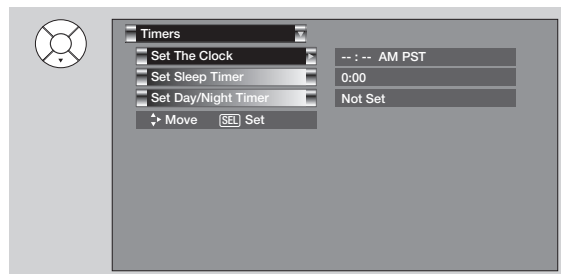 Timers
Set The Clock
-- : -- AM PST
Set Sleep Timer
0:00
Set Day/Night Timer
Not Set
Move SEL Set